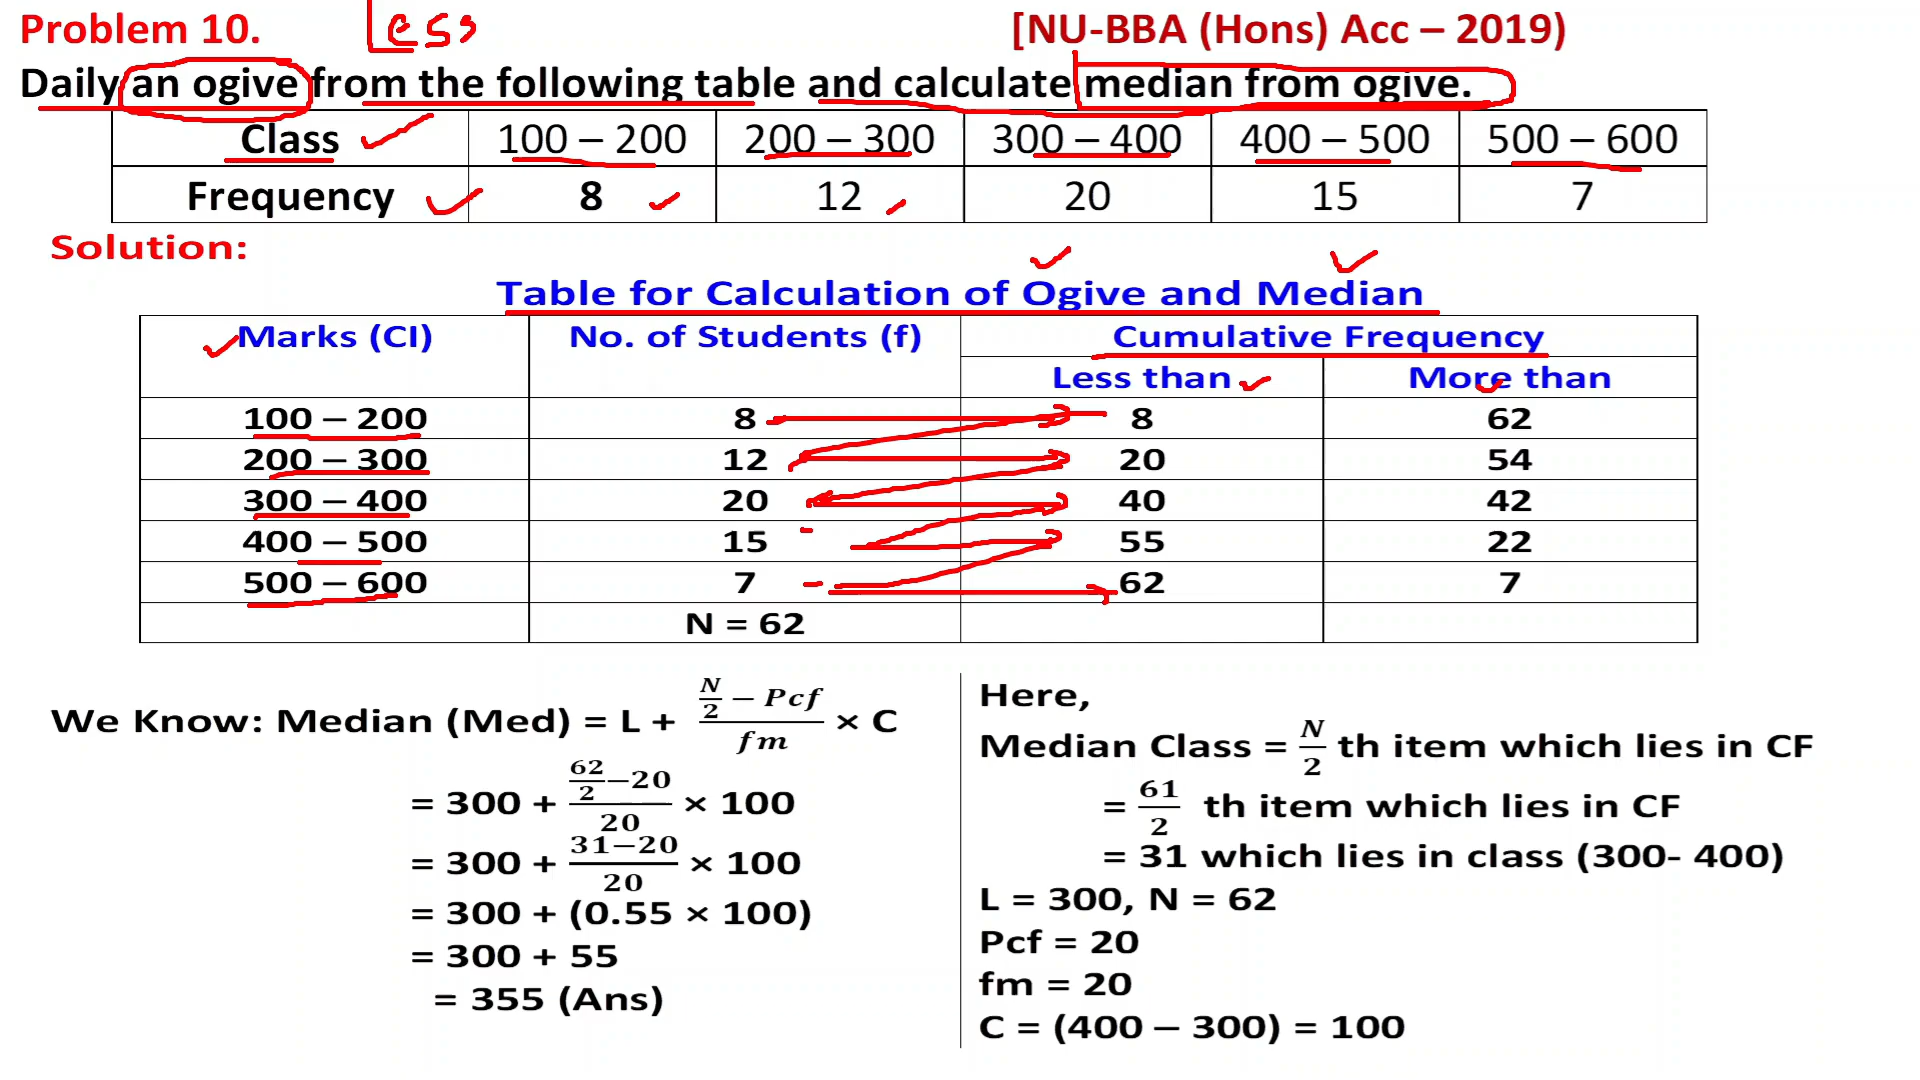 Problem 10. Less [NU-BBA (Hons) Acc – 2019)
Daily an ogive from the following table and calculate median from ogive.
Class 100 – 200 200 – 300 300 – 400 400 – 500 500 – 600
Frequency 8 12 20 15 7
Solution:
Table for Calculation of Ogive and Median
Marks (CI) No. of Students (f) Cumulative Frequency
Less than More than
100 – 200 8 8 62
200 – 300 12 20 54
300 – 400 20 40 42
400 – 500 15 55 22
500 – 600 7 62 7
N = 62
We Know: Median (Med) = L + \frac{\frac{N}{2} – Pcf}{fm} × C
= 300 + \frac{\frac{62}{2}–20}{20} × 100
= 300 + \frac{31–20}{20} × 100
= 300 + (0.55 × 100)
= 300 + 55
= 355 (Ans)
Here,
Median Class = \frac{N}{2} th item which lies in CF
= \frac{61}{2} th item which lies in CF
= 31 which lies in class (300- 400)
L = 300, N = 62
Pcf = 20
fm = 20
C = (400 – 300) = 100